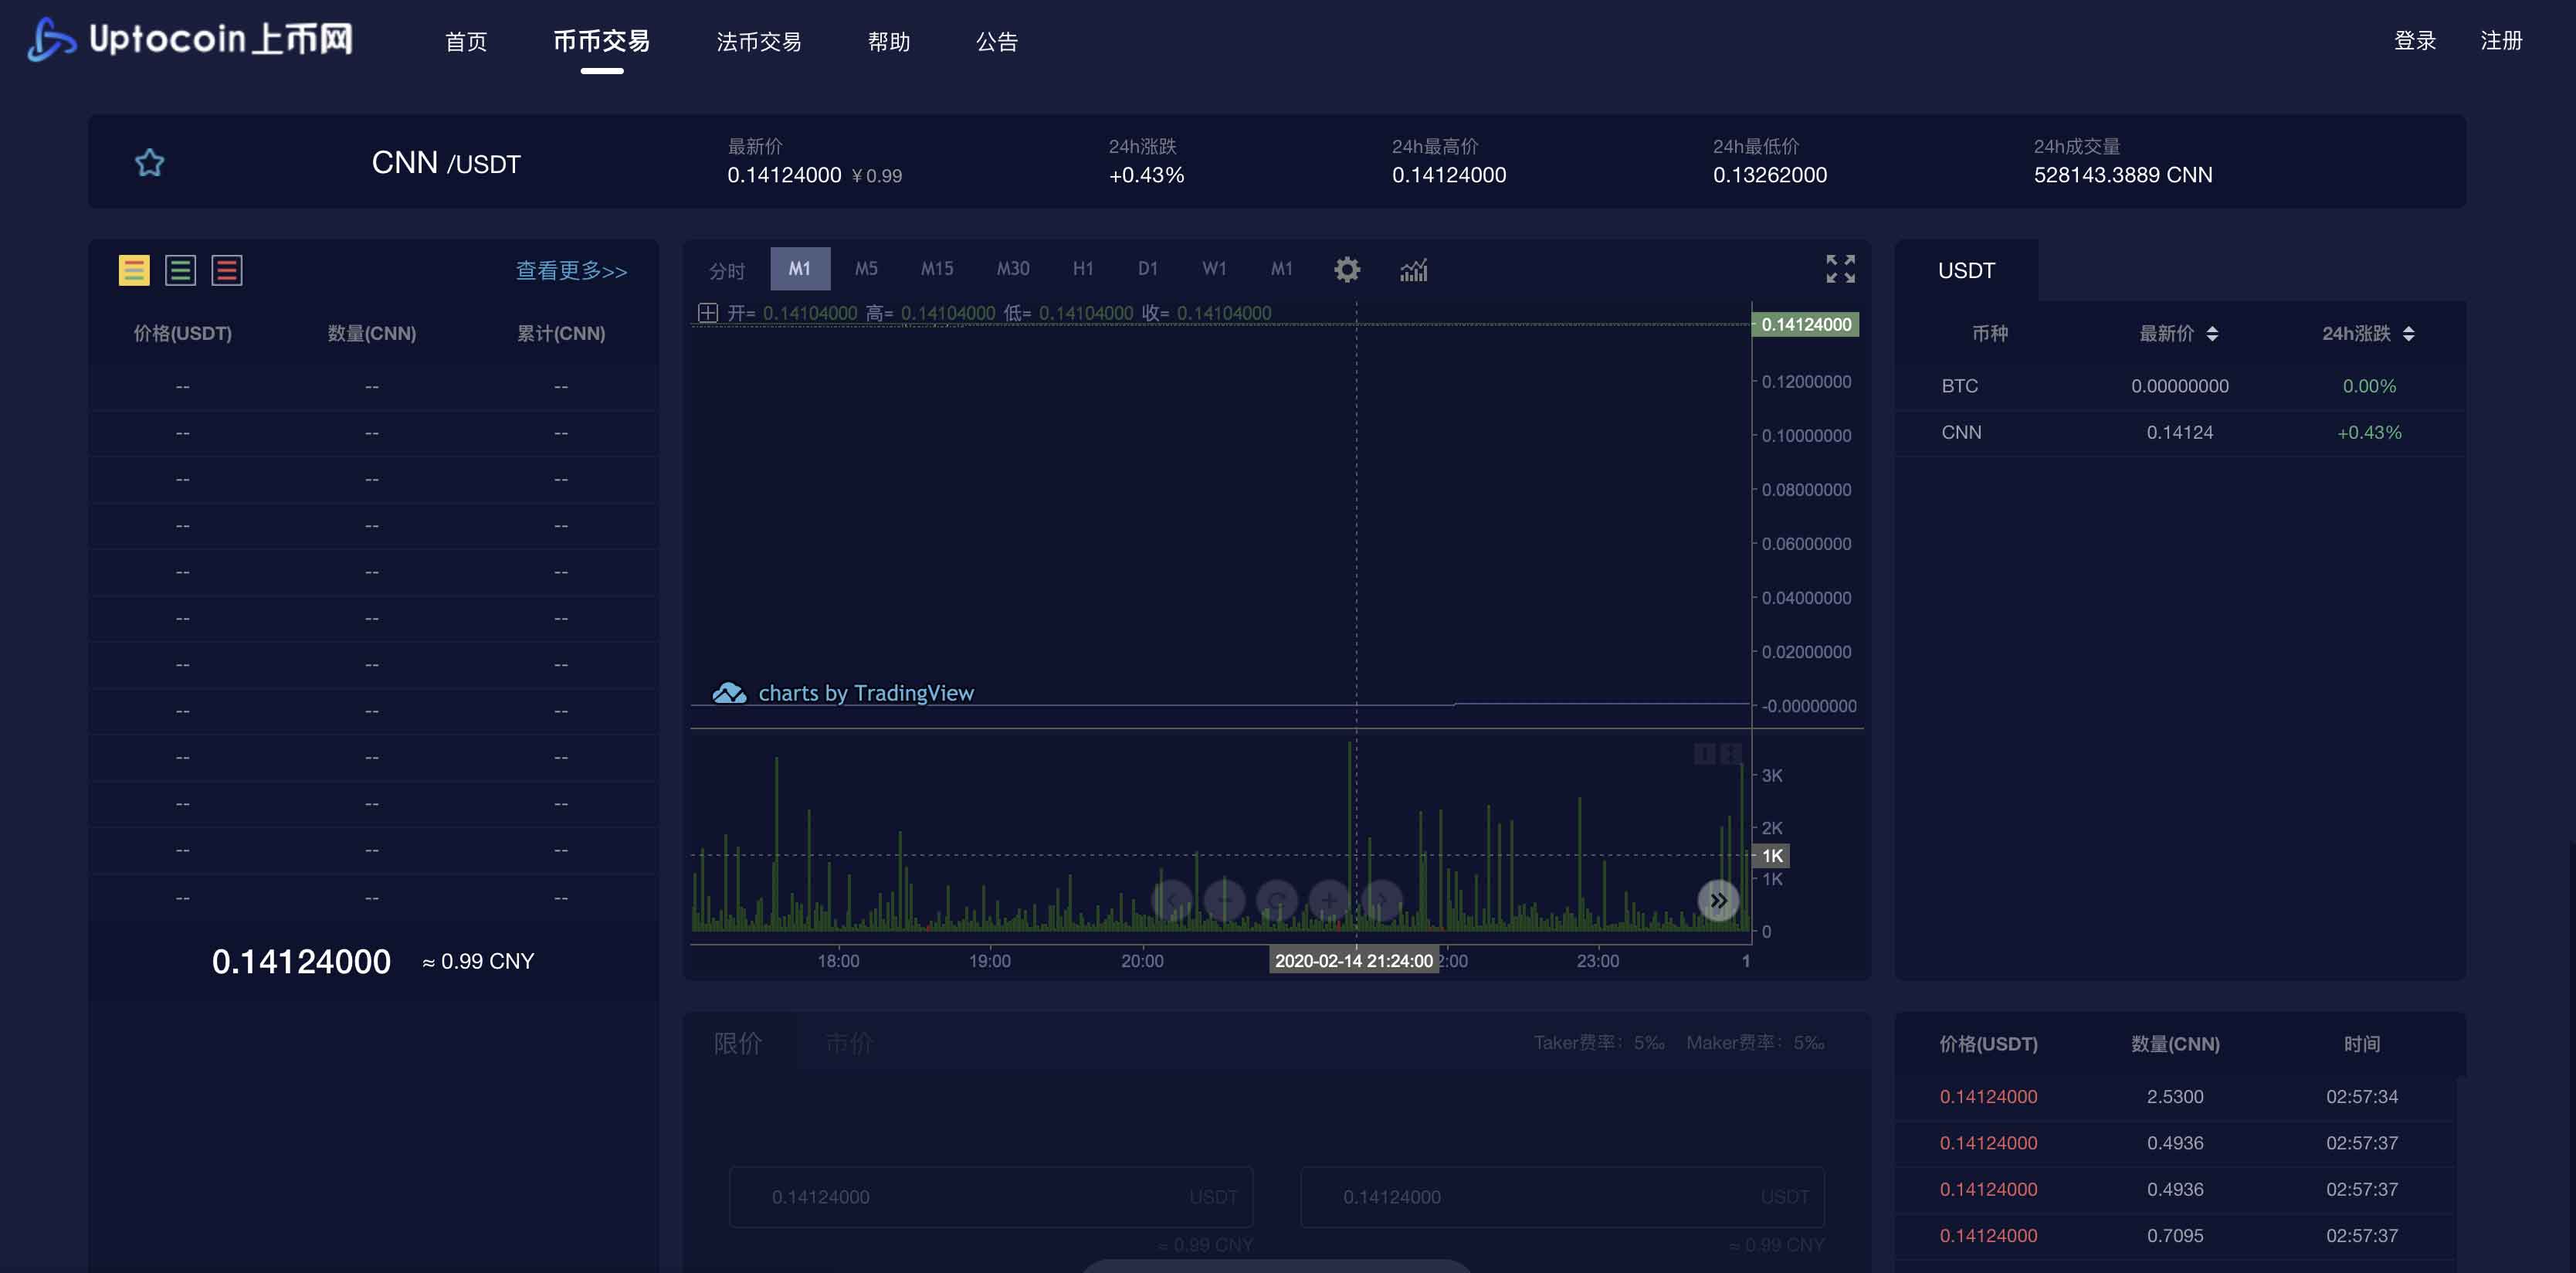 Uptocoin上币网
首页 币币交易 法币交易 帮助 公告
登录 注册
CNN /USDT
最新价
0.14124000 ¥0.99
24h涨跌
+0.43%
24h最高价
0.14124000
24h最低价
0.13262000
24h成交量
528143.3889 CNN
查看更多>>
价格(USDT) 数量(CNN) 累计(CNN)
-- -- --
-- -- --
-- -- --
-- -- --
-- -- --
-- -- --
-- -- --
-- -- --
-- -- --
-- -- --
-- -- --
-- -- --
0.14124000 ≈ 0.99 CNY
分时 M1 M5 M15 M30 H1 D1 W1 M1
开= 0.14104000 高= 0.14104000 低= 0.14104000 收= 0.14104000
0.14124000
0.12000000
0.10000000
0.08000000
0.06000000
0.04000000
0.02000000
-0.00000000
charts by TradingView
3K
2K
1K
1K
0
18:00 19:00 20:00 2020-02-14 21:24:00 2:00 23:00 1
USDT
币种 最新价 24h涨跌
BTC 0.00000000 0.00%
CNN 0.14124 +0.43%
限价 市价 Taker费率：5‰ Maker费率：5‰
0.14124000 USDT 0.14124000 USDT
≈ 0.99 CNY ≈ 0.99 CNY
价格(USDT) 数量(CNN) 时间
0.14124000 2.5300 02:57:34
0.14124000 0.4936 02:57:37
0.14124000 0.4936 02:57:37
0.14124000 0.7095 02:57:37